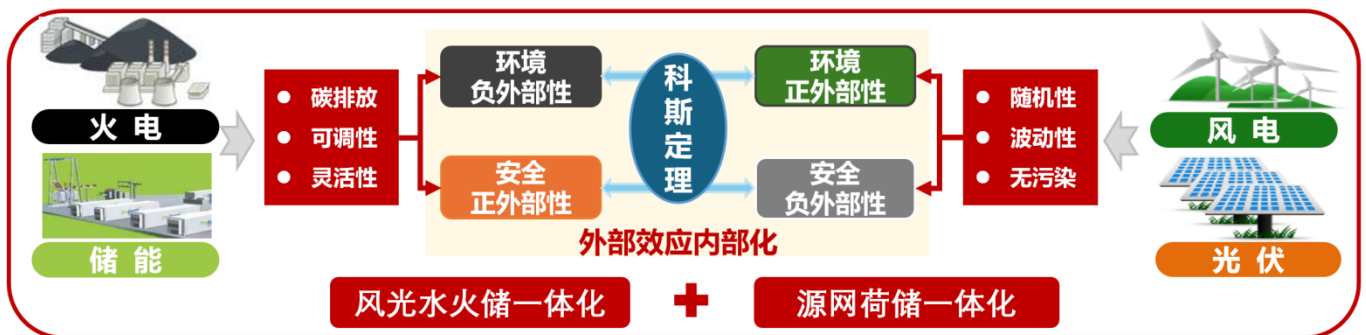 火电
储能
● 碳排放
● 可调性
● 灵活性
环境
负外部性
安全
正外部性
科斯定理
环境
正外部性
安全
负外部性
外部效应内部化
● 随机性
● 波动性
● 无污染
风电
光伏
风光水火储一体化
+
源网荷储一体化